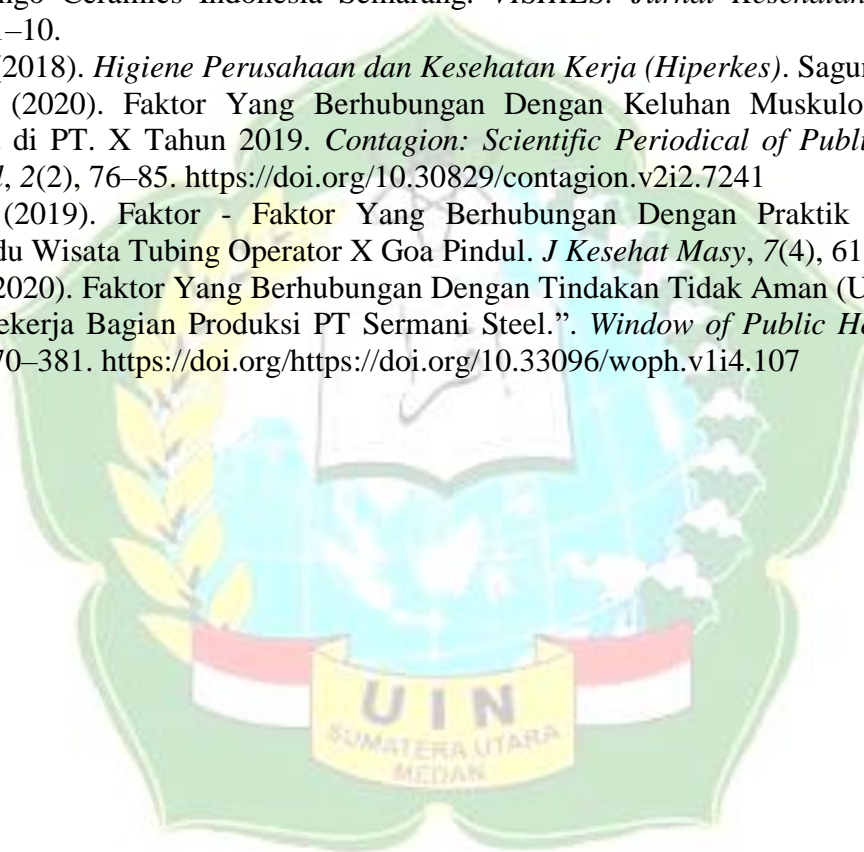 ngo Ceramics Indonesia Semarang. VISIKES: Jurnal Kesehatan
1–10.
(2018). Higiene Perusahaan dan Kesehatan Kerja (Hiperkes). Sagun
(2020). Faktor Yang Berhubungan Dengan Keluhan Muskulo
di PT. X Tahun 2019. Contagion: Scientific Periodical of Publi
l, 2(2), 76–85. https://doi.org/10.30829/contagion.v2i2.7241
(2019). Faktor - Faktor Yang Berhubungan Dengan Praktik
du Wisata Tubing Operator X Goa Pindul. J Kesehat Masy, 7(4), 61
2020). Faktor Yang Berhubungan Dengan Tindakan Tidak Aman (U
ekerja Bagian Produksi PT Sermani Steel.”. Window of Public He
70–381. https://doi.org/https://doi.org/10.33096/woph.v1i4.107
UIN
SUMATERA UTARA
MEDAN